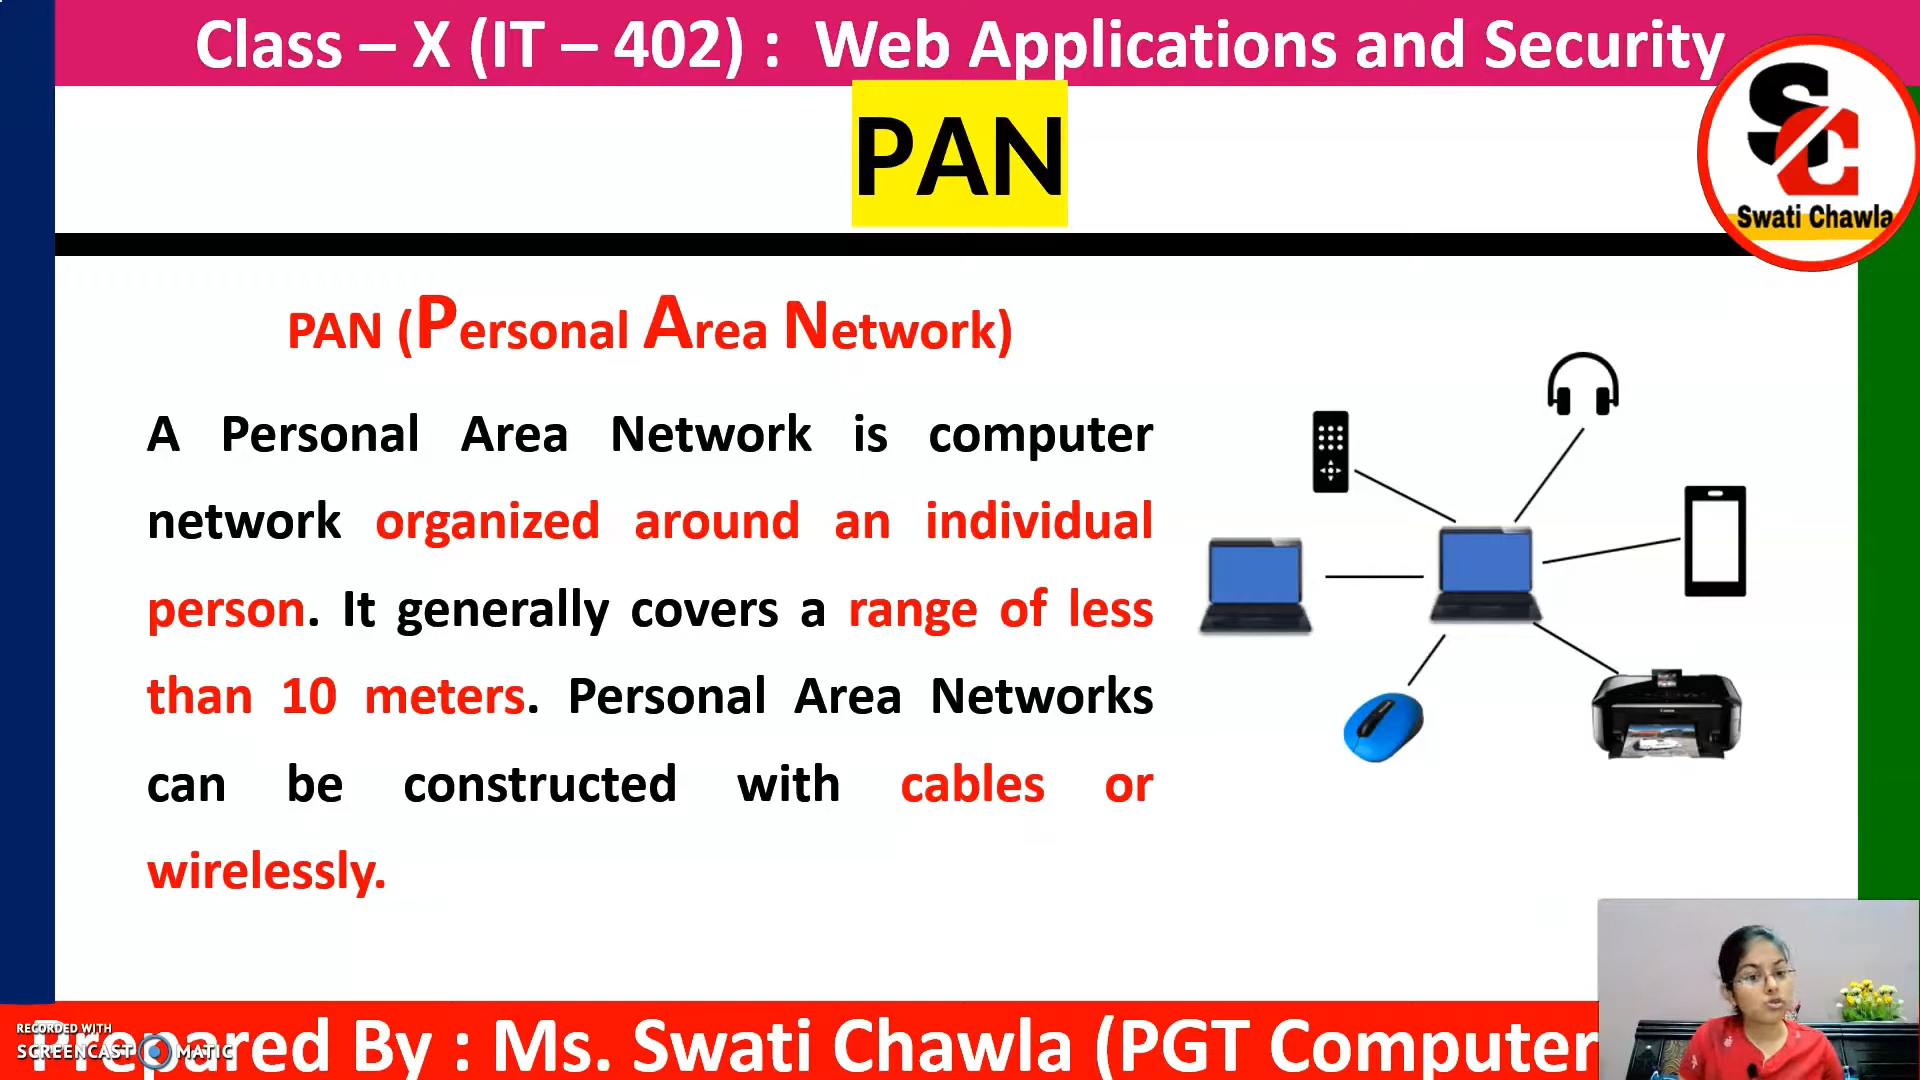 Class – X (IT – 402) : Web Applications and Security
PAN
SC
Swati Chawla
PAN (Personal Area Network)
A Personal Area Network is computer
network organized around an individual
person. It generally covers a range of less
than 10 meters. Personal Area Networks
can be constructed with cables or
wirelessly.
Prepared By : Ms. Swati Chawla (PGT Computer
RECORDED WITH
SCREENCAST MATIC